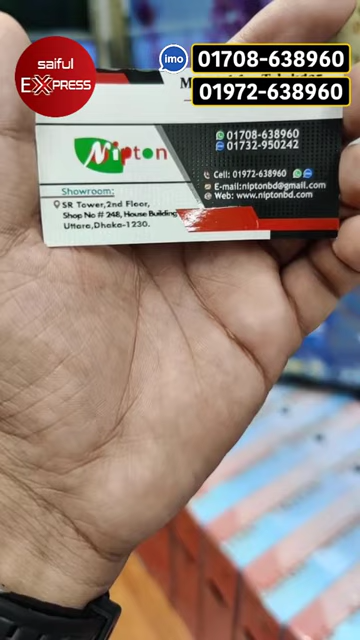 saiful
EXPRESS
imo
01708-638960
01972-638960
Nipton
01708-638960
imo 01732-950242
Cell: 01972-638960
E-mail:niptonbd@gmail.com
Web: www.niptonbd.com
Showroom:
SR Tower,2nd Floor,
Shop No # 248, House Building
Uttara,Dhaka-1230.